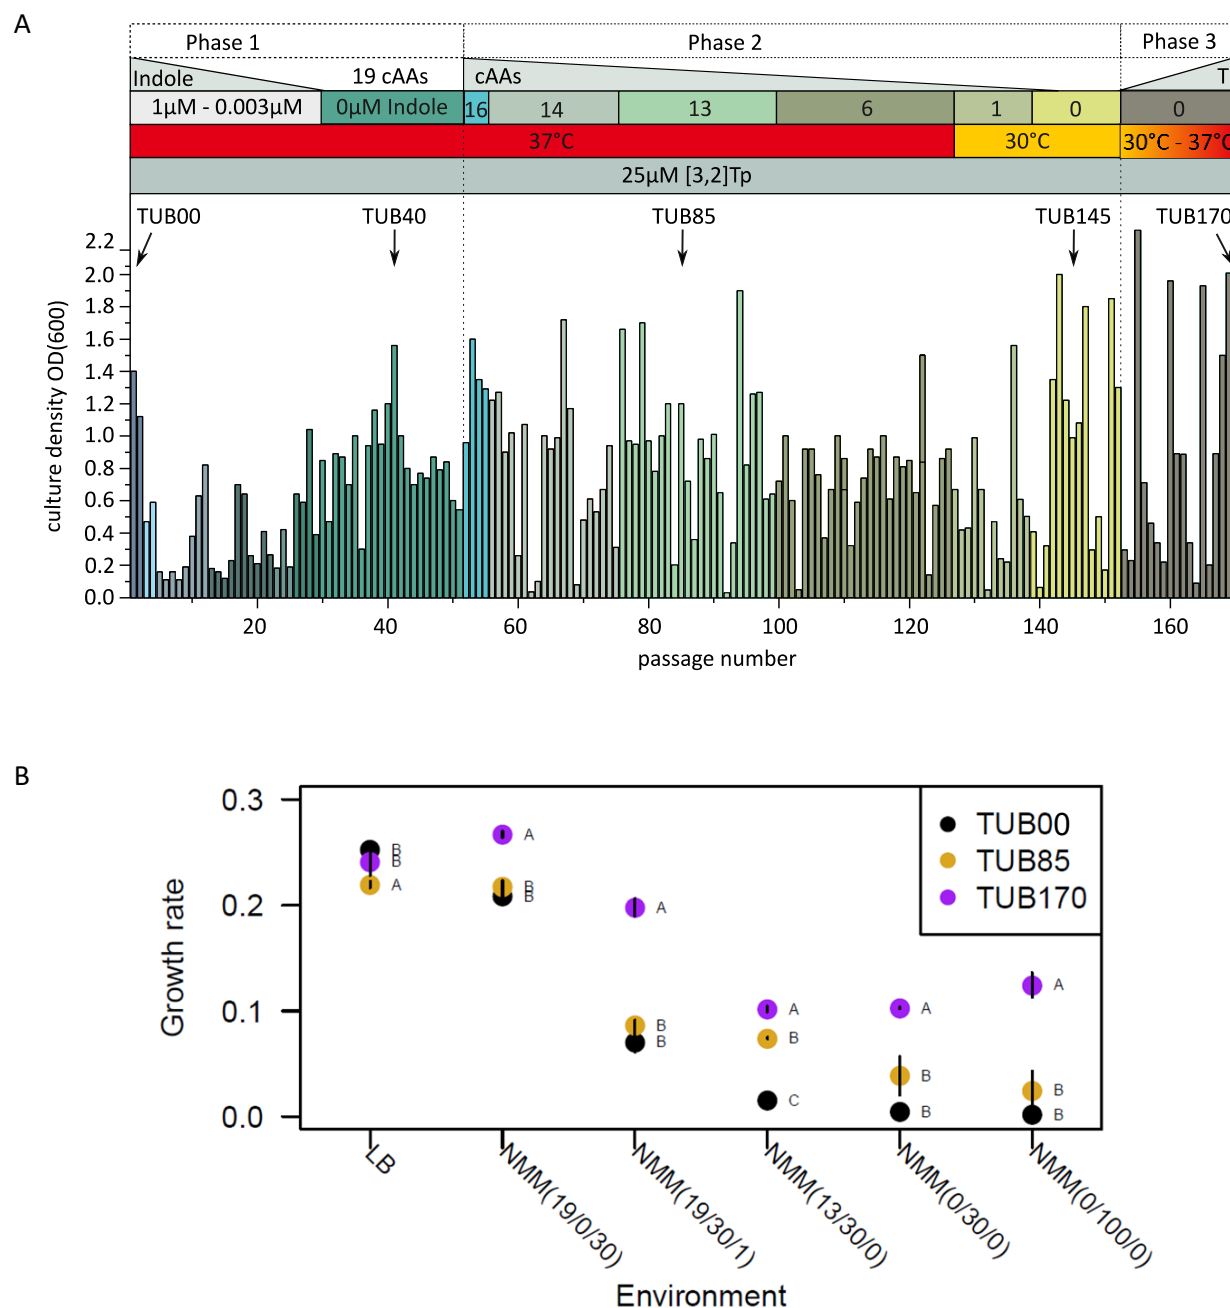 A
Phase 1 Phase 2 Phase 3
Indole 19 cAAs cAAs T
1µM - 0.003µM 0µM Indole 16 14 13 6 1 0 0
37°C 30°C 30°C - 37°C
25µM [3,2]Tp
TUB00 TUB40 TUB85 TUB145 TUB170
2.2
2.0
1.8
1.6
1.4
1.2
1.0
0.8
0.6
0.4
0.2
0.0
culture density OD(600)
20 40 60 80 100 120 140 160
passage number
B
0.3
0.2
0.1
0.0
Growth rate
TUB00
TUB85
TUB170
B
B
A
A
B
B
A
B
B
A
B
C
A
B
B
A
B
B
LB
NMM(19/0/30)
NMM(19/30/1)
NMM(13/30/0)
NMM(0/30/0)
NMM(0/100/0)
Environment